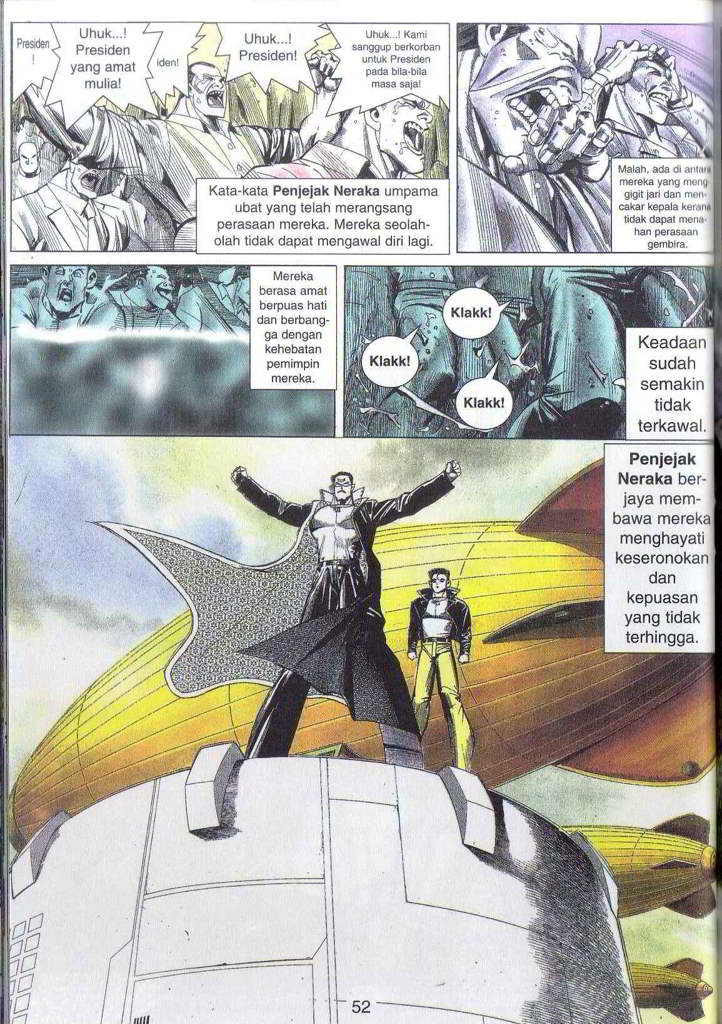 Presiden
!
Uhuk...!
Presiden
yang amat
mulia!
iden!
Uhuk...!
Presiden!
Uhuk...! Kami
sanggup berkorban
untuk Presiden
pada bila-bila
masa saja!
Kata-kata Penjejak Neraka umpama
ubat yang telah merangsang
perasaan mereka. Mereka seolah-
olah tidak dapat mengawal diri lagi.
Malah, ada di antara
mereka yang meng
gigit jari dan men-
cakar kepala kerana
tidak dapat mena-
han perasaan
gembira.
Mereka
berasa amat
berpuas hati
dan berbang-
ga dengan
kehebatan
pemimpin
mereka.
Klakk!
Klakk!
Klakk!
Keadaan
sudah
semakin
tidak
terkawal.
Penjejak
Neraka ber-
jaya mem-
bawa mereka
menghayati
keseronokan
dan
kepuasan
yang tidak
terhingga.
52